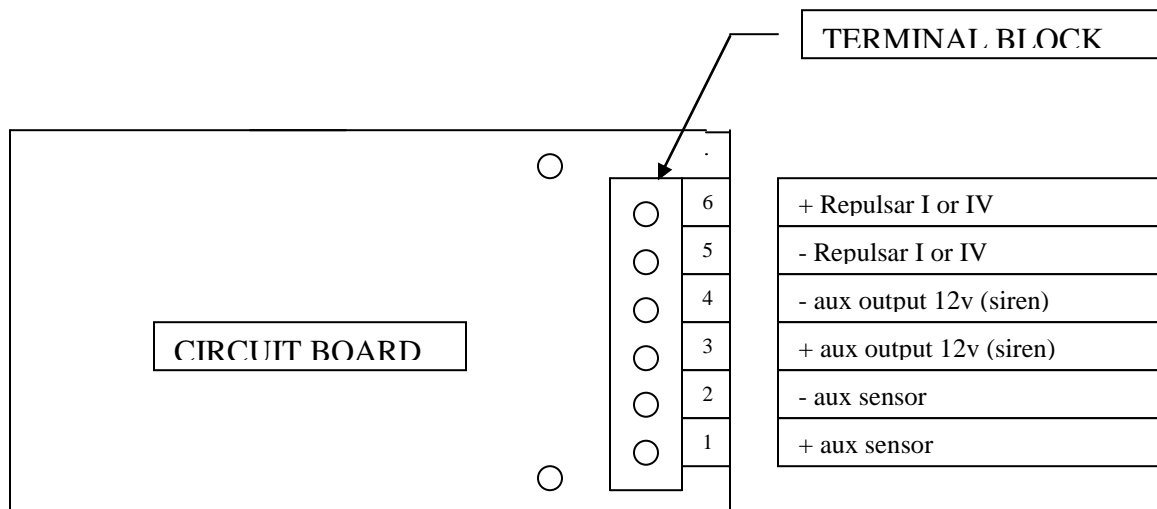 TERMINAL BLOCK
6 + Repulsar I or IV
5 - Repulsar I or IV
4 - aux output 12v (siren)
CIRCUIT BOARD 3 + aux output 12v (siren)
2 - aux sensor
1 + aux sensor